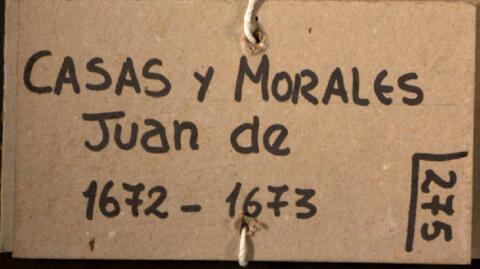 CASAS y MORALES
Juan de
1672 - 1673
275